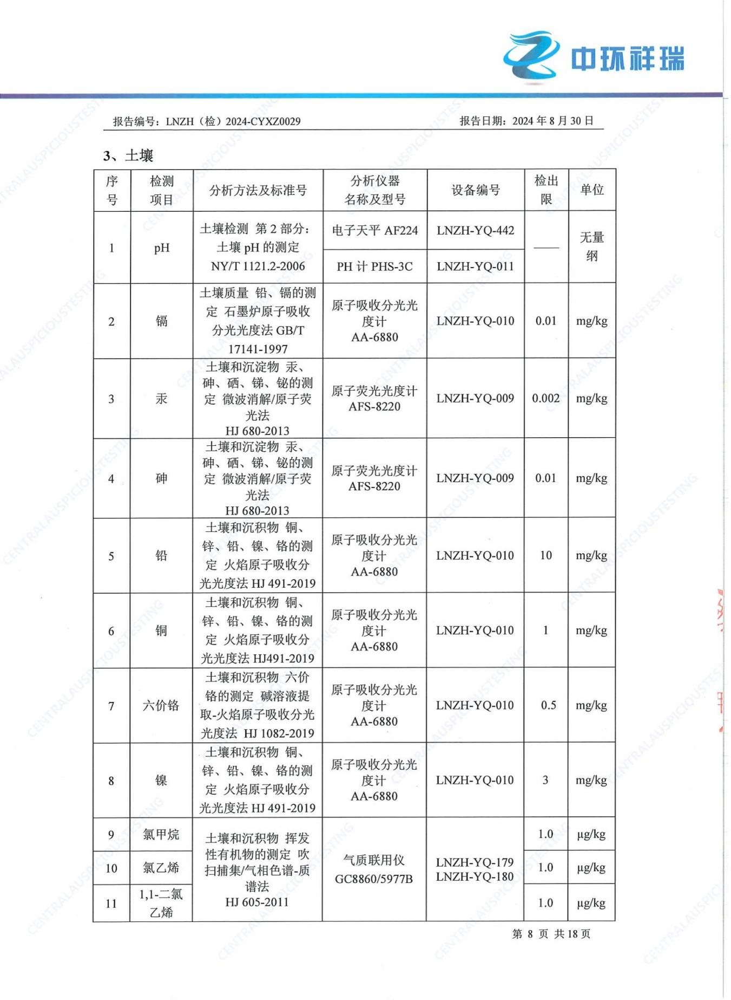 中环祥瑞
报告编号：LNZH（检）2024-CYXZ0029
报告日期：2024 年 8 月 30 日
3、土壤
序号
检测项目
分析方法及标准号
分析仪器
名称及型号
设备编号
检出限
单位
1
pH
土壤检测 第 2 部分：
土壤 pH 的测定
NY/T 1121.2-2006
电子天平 AF224
LNZH-YQ-442
PH 计 PHS-3C
LNZH-YQ-011
——
无量纲
2
镉
土壤质量 铅、镉的测
定 石墨炉原子吸收
分光光度法 GB/T
17141-1997
原子吸收分光光
度计
AA-6880
LNZH-YQ-010
0.01
mg/kg
3
汞
土壤和沉淀物 汞、
砷、硒、锑、铋的测
定 微波消解/原子荧
光法
HJ 680-2013
原子荧光光度计
AFS-8220
LNZH-YQ-009
0.002
mg/kg
4
砷
土壤和沉淀物 汞、
砷、硒、锑、铋的测
定 微波消解/原子荧
光法
HJ 680-2013
原子荧光光度计
AFS-8220
LNZH-YQ-009
0.01
mg/kg
5
铅
土壤和沉积物 铜、
锌、铅、镍、铬的测
定 火焰原子吸收分
光光度法 HJ 491-2019
原子吸收分光光
度计
AA-6880
LNZH-YQ-010
10
mg/kg
6
铜
土壤和沉积物 铜、
锌、铅、镍、铬的测
定 火焰原子吸收分
光光度法 HJ491-2019
原子吸收分光光
度计
AA-6880
LNZH-YQ-010
1
mg/kg
7
六价铬
土壤和沉积物 六价
铬的测定 碱溶液提
取-火焰原子吸收分光
光度法 HJ 1082-2019
原子吸收分光光
度计
AA-6880
LNZH-YQ-010
0.5
mg/kg
8
镍
土壤和沉积物 铜、
锌、铅、镍、铬的测
定 火焰原子吸收分
光光度法 HJ 491-2019
原子吸收分光光
度计
AA-6880
LNZH-YQ-010
3
mg/kg
9
氯甲烷
土壤和沉积物 挥发
性有机物的测定 吹
扫捕集/气相色谱-质
谱法
HJ 605-2011
气质联用仪
GC8860/5977B
LNZH-YQ-179
LNZH-YQ-180
1.0
μg/kg
10
氯乙烯
1.0
μg/kg
11
1,1-二氯
乙烯
1.0
μg/kg
第 8 页 共 18 页
CENTRALAUSPICIOUSTESTING